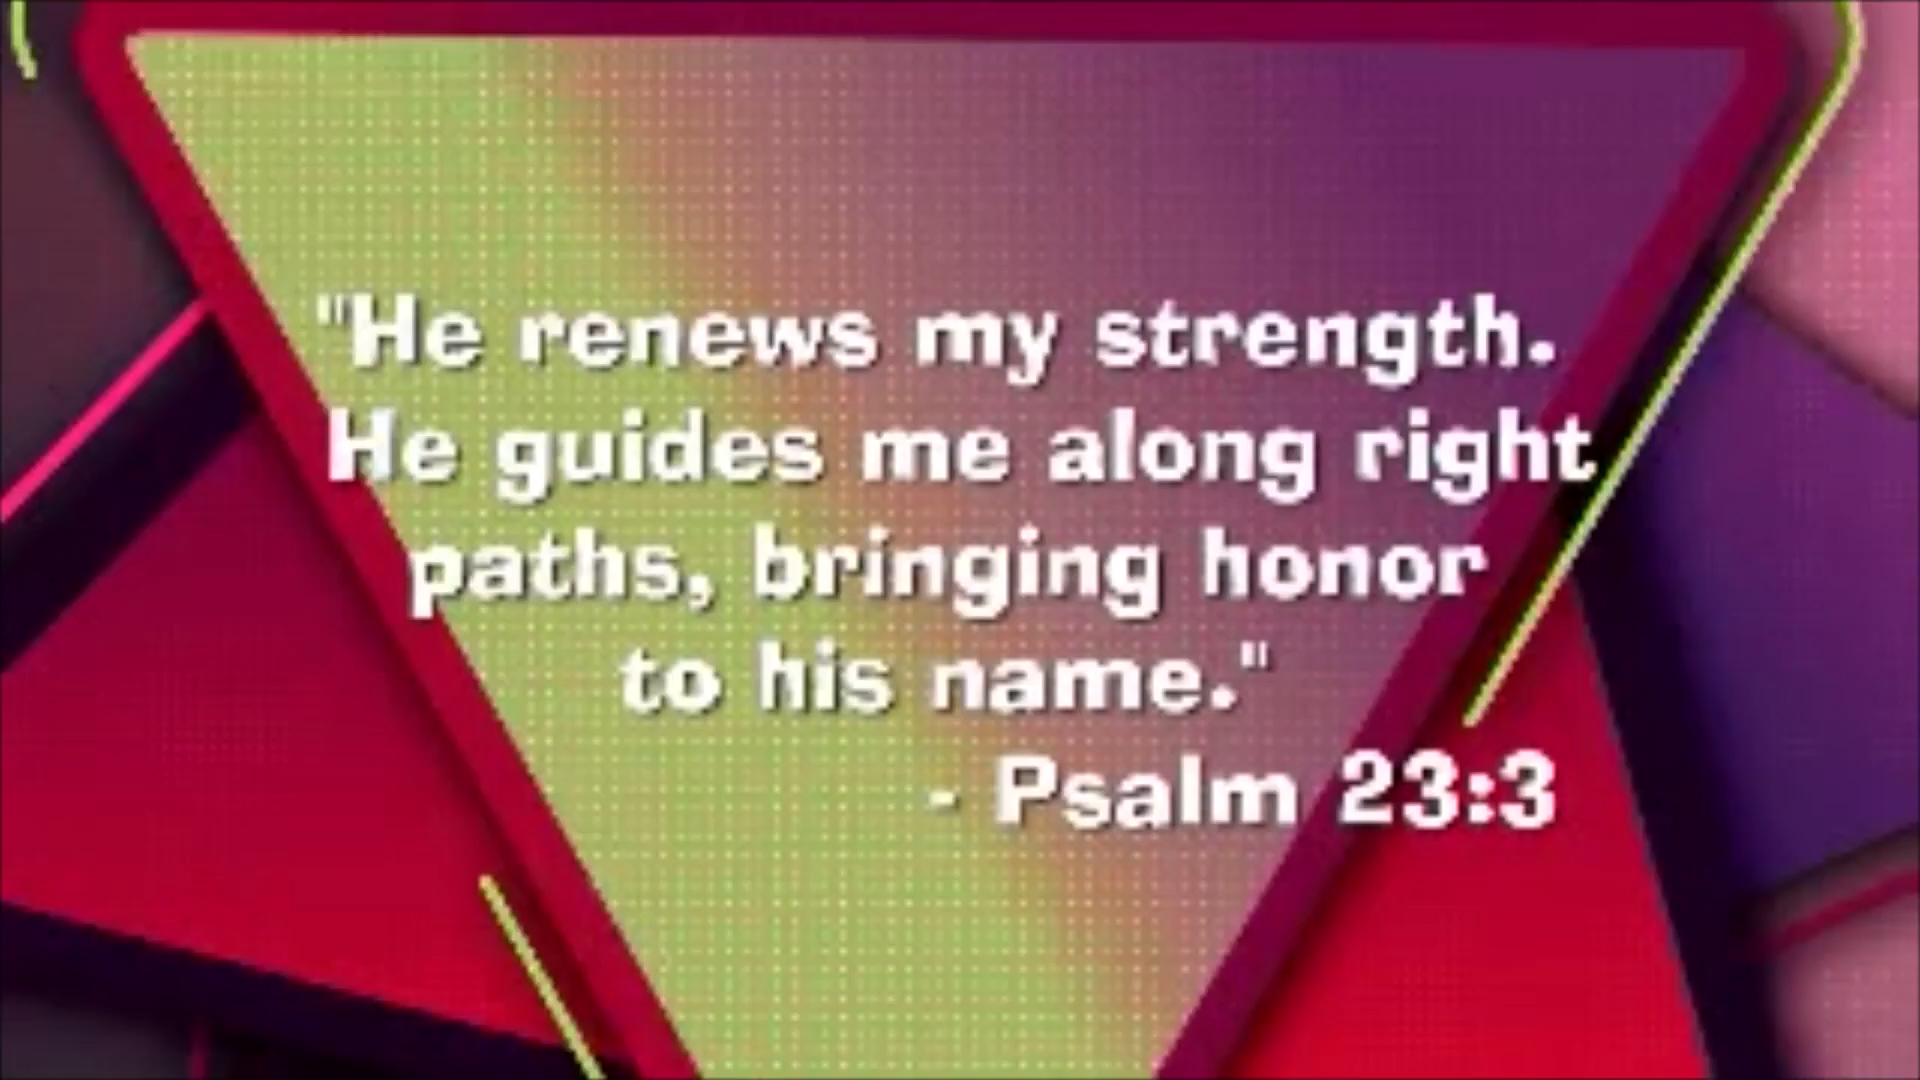 "He renews my strength.
He guides me along right
paths, bringing honor
to his name."
- Psalm 23:3